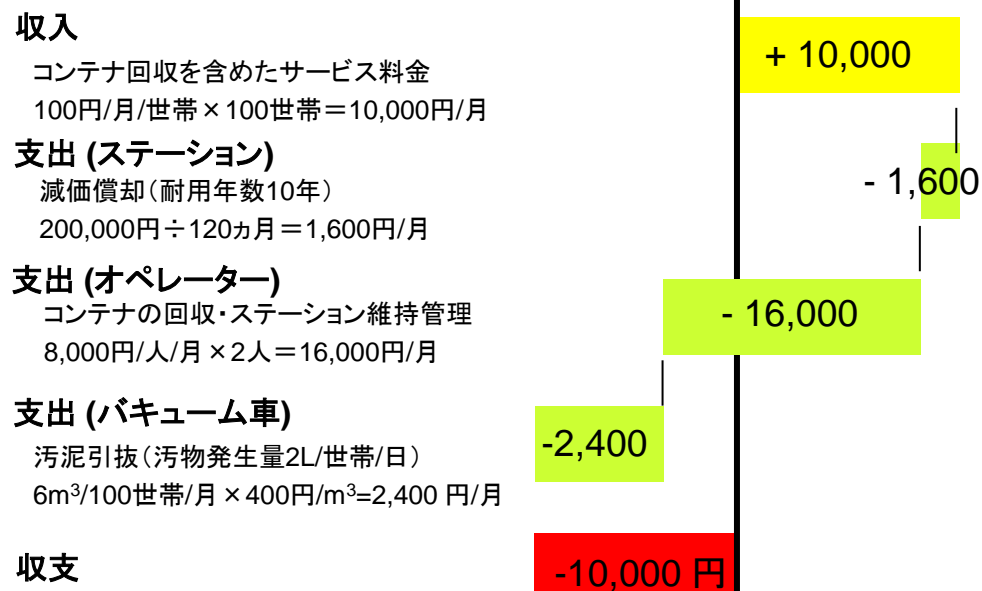 収入
+ 10,000
コンテナ回収を含めたサービス料金
100円/月/世帯×100世帯＝10,000円/月
支出 (ステーション)
- 1,600
減価償却（耐用年数10年）
200,000円÷120ヵ月＝1,600円/月
支出 (オペレーター)
- 16,000
コンテナの回収・ステーション維持管理
8,000円/人/月×2人＝16,000円/月
支出 (バキューム車)
-2,400
汚泥引抜（汚物発生量2L/世帯/日）
6m³/100世帯/月×400円/m³=2,400 円/月
収支
-10,000 円